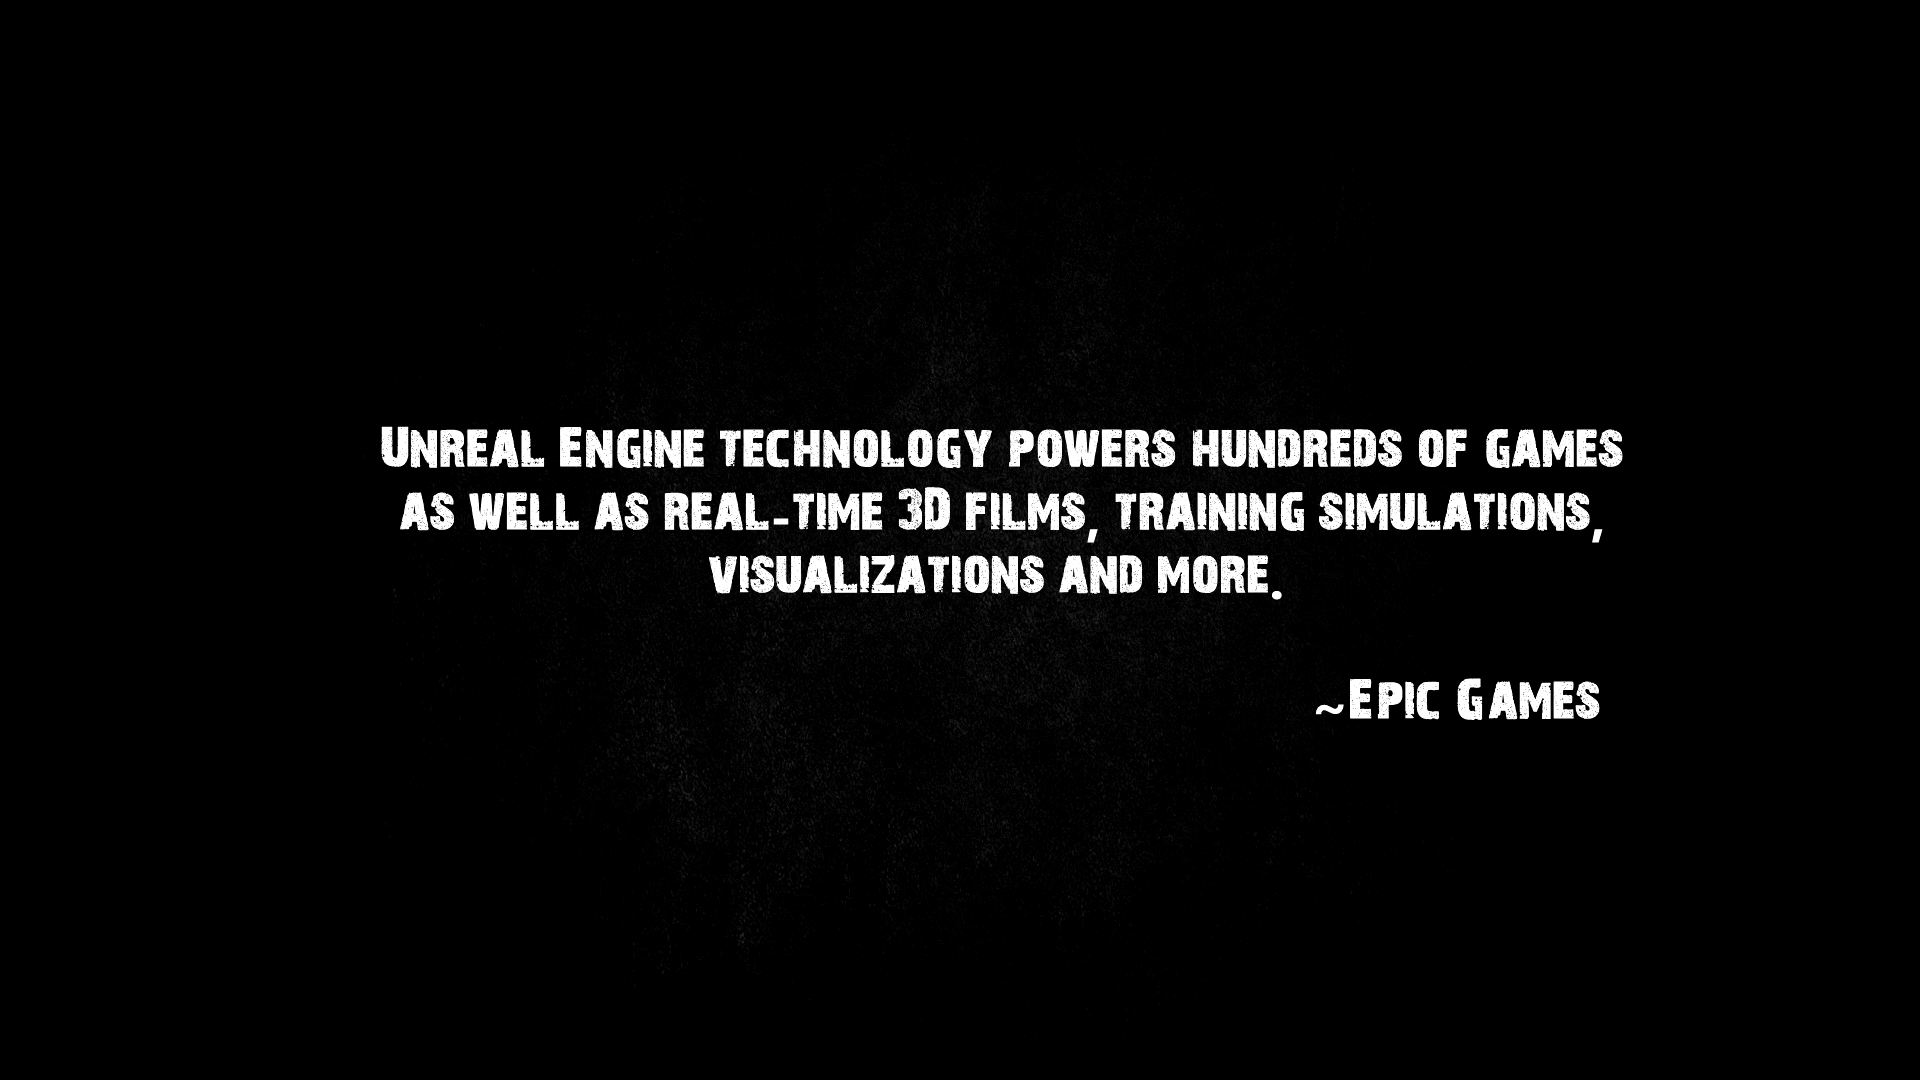 Unreal Engine technology powers hundreds of games
as well as real-time 3D films, training simulations,
visualizations and more.
~Epic Games